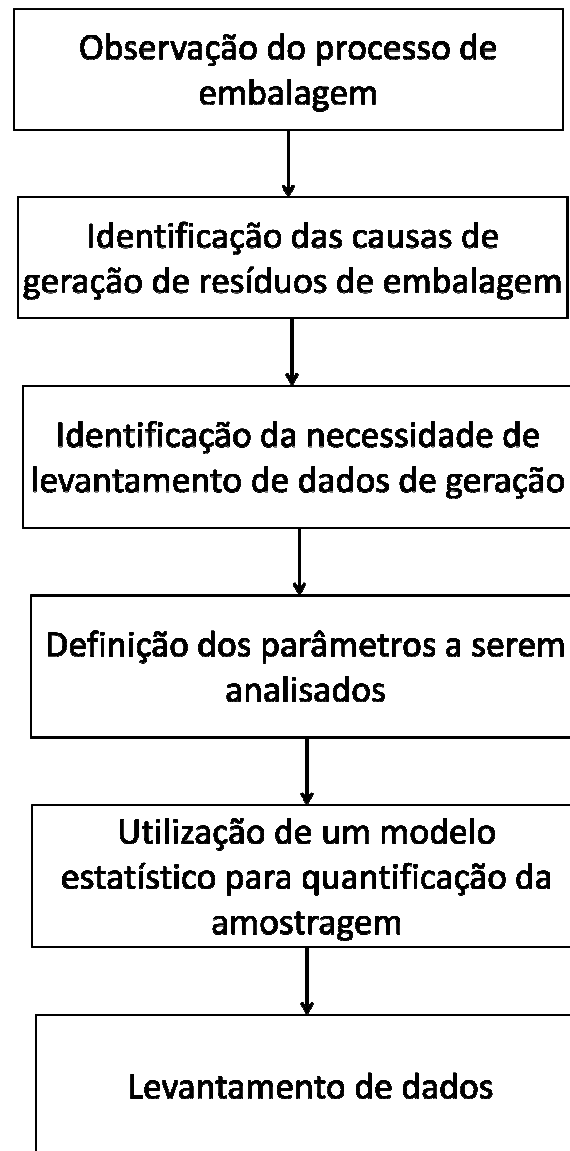 Observação do processo de
embalagem
Identificação das causas de
geração de resíduos de embalagem
Identificação da necessidade de
levantamento de dados de geração
Definição dos parâmetros a serem
analisados
Utilização de um modelo
estatístico para quantificação da
amostragem
Levantamento de dados